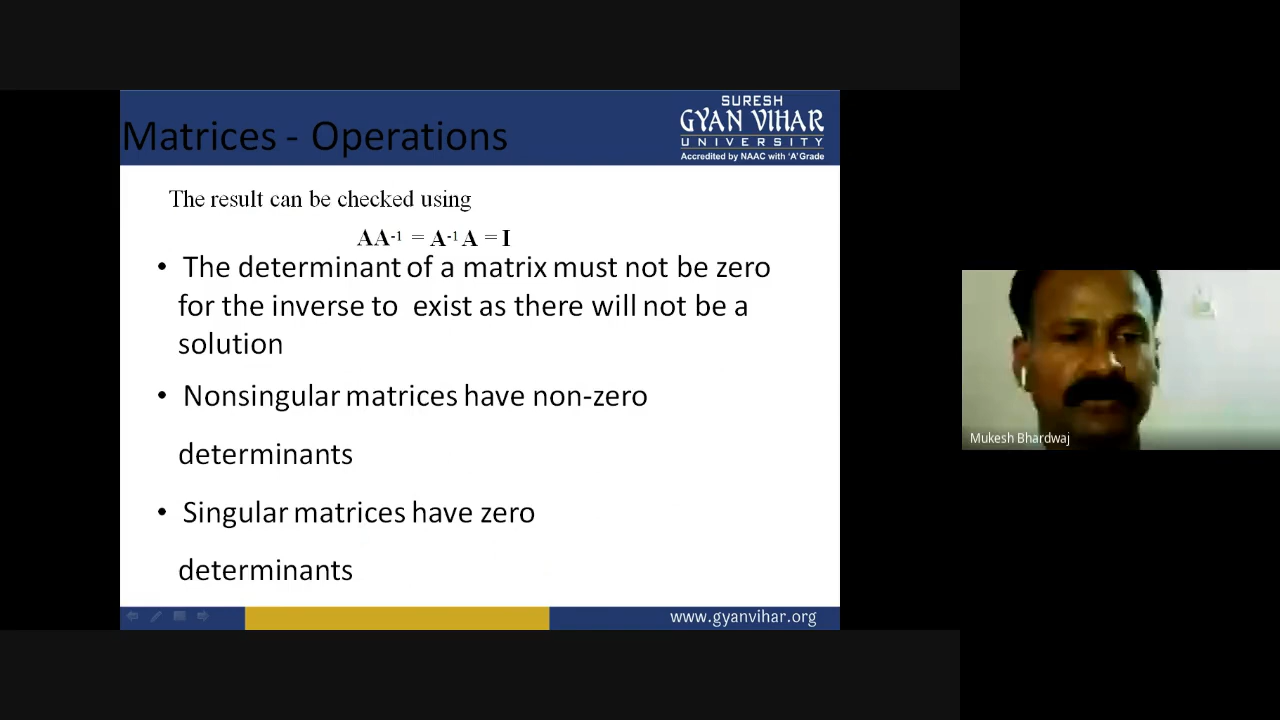 SURESH
GYAN VIHAR
UNIVERSITY
Accredited by NAAC with 'A' Grade
Matrices - Operations
The result can be checked using
AA⁻¹ = A⁻¹ A = I
• The determinant of a matrix must not be zero
for the inverse to exist as there will not be a
solution
• Nonsingular matrices have non-zero
determinants
• Singular matrices have zero
determinants
www.gyanvihar.org
Mukesh Bhardwaj